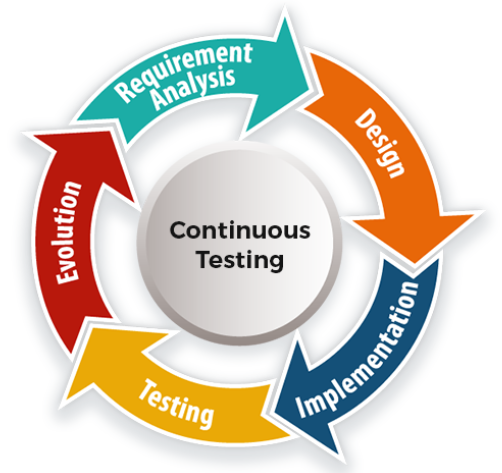 Requirement
Analysis
Design
Implementation
Testing
Evolution
Continuous
Testing